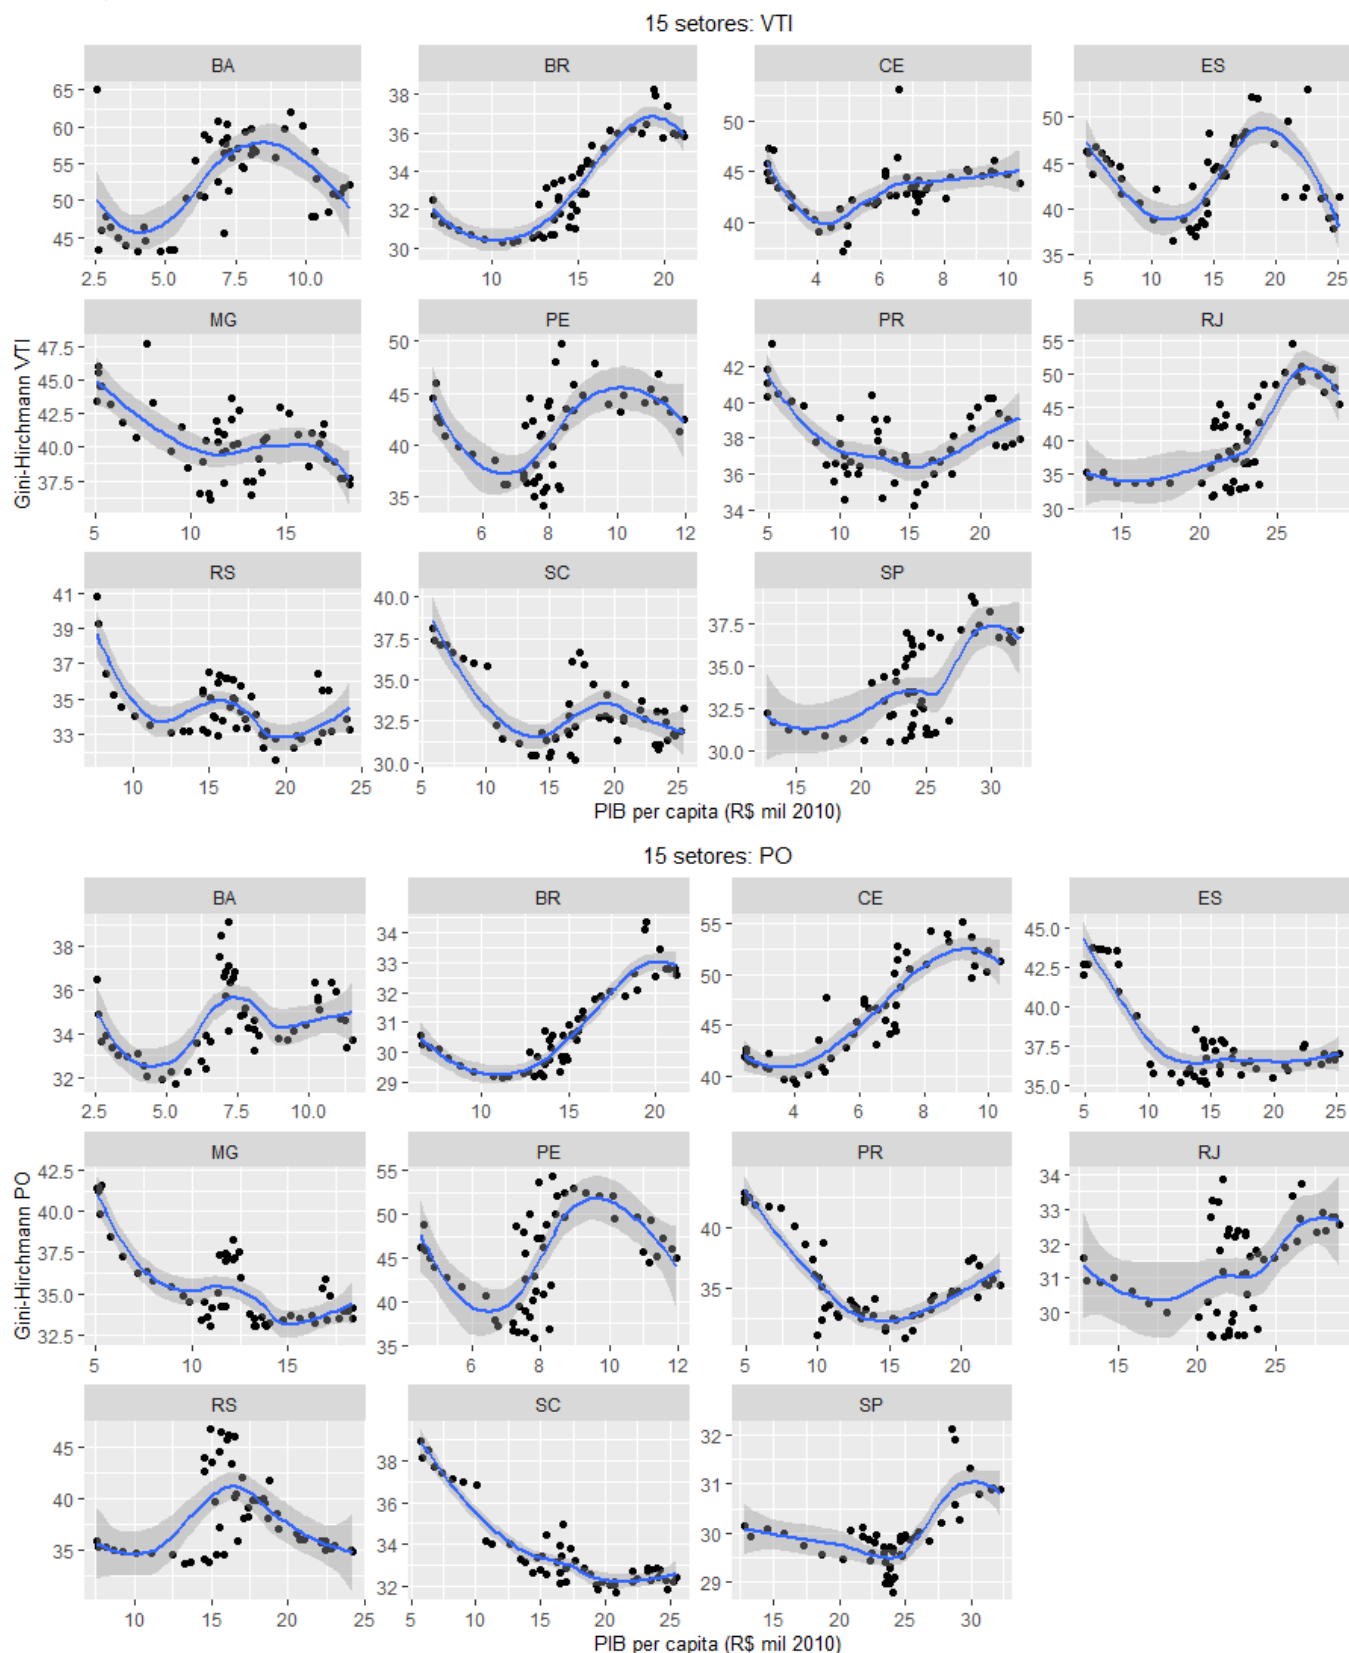 15 setores: VTI
BA BR CE ES
65
60
55
50
45
2.5 5.0 7.5 10.0
38
36
34
32
30
10 15 20
50
45
40
4 6 8 10
50
45
40
35
5 10 15 20 25
Gini-Hirchmann VTI
MG PE PR RJ
47.5
45.0
42.5
40.0
37.5
5 10 15
50
45
40
35
6 8 10 12
42
40
38
36
34
5 10 15 20
55
50
45
40
35
30
15 20 25
RS SC SP
41
39
37
35
33
10 15 20 25
40.0
37.5
35.0
32.5
30.0
5 10 15 20 25
37.5
35.0
32.5
30.0
15 20 25 30
PIB per capita (R$ mil 2010)
15 setores: PO
BA BR CE ES
38
36
34
32
2.5 5.0 7.5 10.0
34
33
32
31
30
29
10 15 20
55
50
45
40
4 6 8 10
45.0
42.5
40.0
37.5
35.0
5 10 15 20 25
Gini-Hirchmann PO
MG PE PR RJ
42.5
40.0
37.5
35.0
32.5
5 10 15
55
50
45
40
35
6 8 10 12
40
35
5 10 15 20
34
33
32
31
30
15 20 25
RS SC SP
45
40
35
10 15 20 25
38
36
34
32
5 10 15 20 25
32
31
30
29
15 20 25 30
PIB per capita (R$ mil 2010)